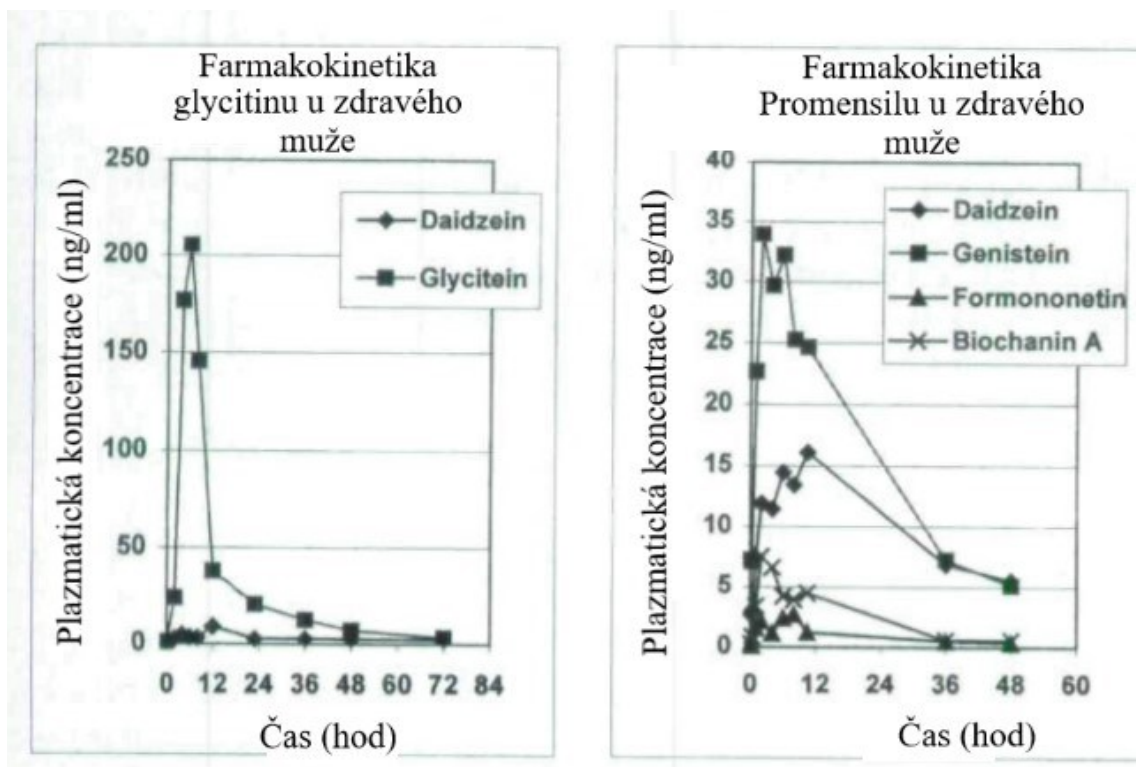 Farmakokinetika
glycitinu u zdravého
muže
250
200
150
100
50
0
Plazmatická koncentrace (ng/ml)
Daidzein
Glycitein
0 12 24 36 48 60 72 84
Čas (hod)
Farmakokinetika
Promensilu u zdravého
muže
40
35
30
25
20
15
10
5
0
Plazmatická koncentrace (ng/ml)
Daidzein
Genistein
Formononetin
Biochanin A
0 12 24 36 48 60
Čas (hod)